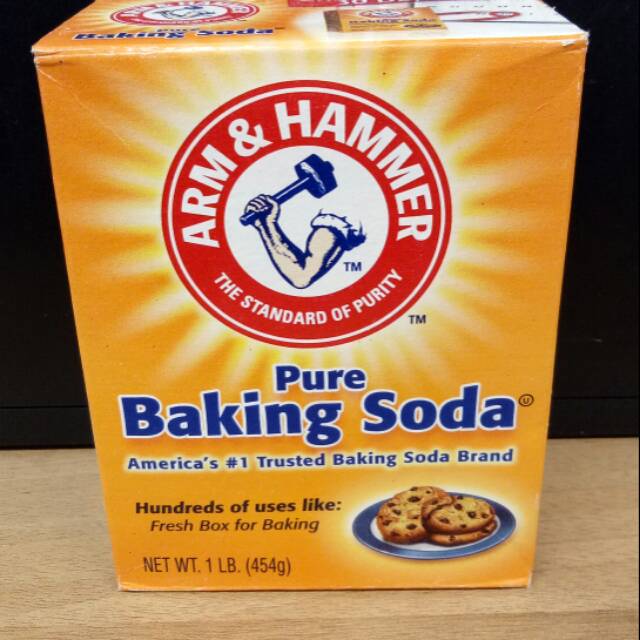 Baking Soda
ARM & HAMMER
TM
THE STANDARD OF PURITY
TM
Pure
Baking Soda
America's #1 Trusted Baking Soda Brand
Hundreds of uses like:
Fresh Box for Baking
NET WT. 1 LB. (454g)